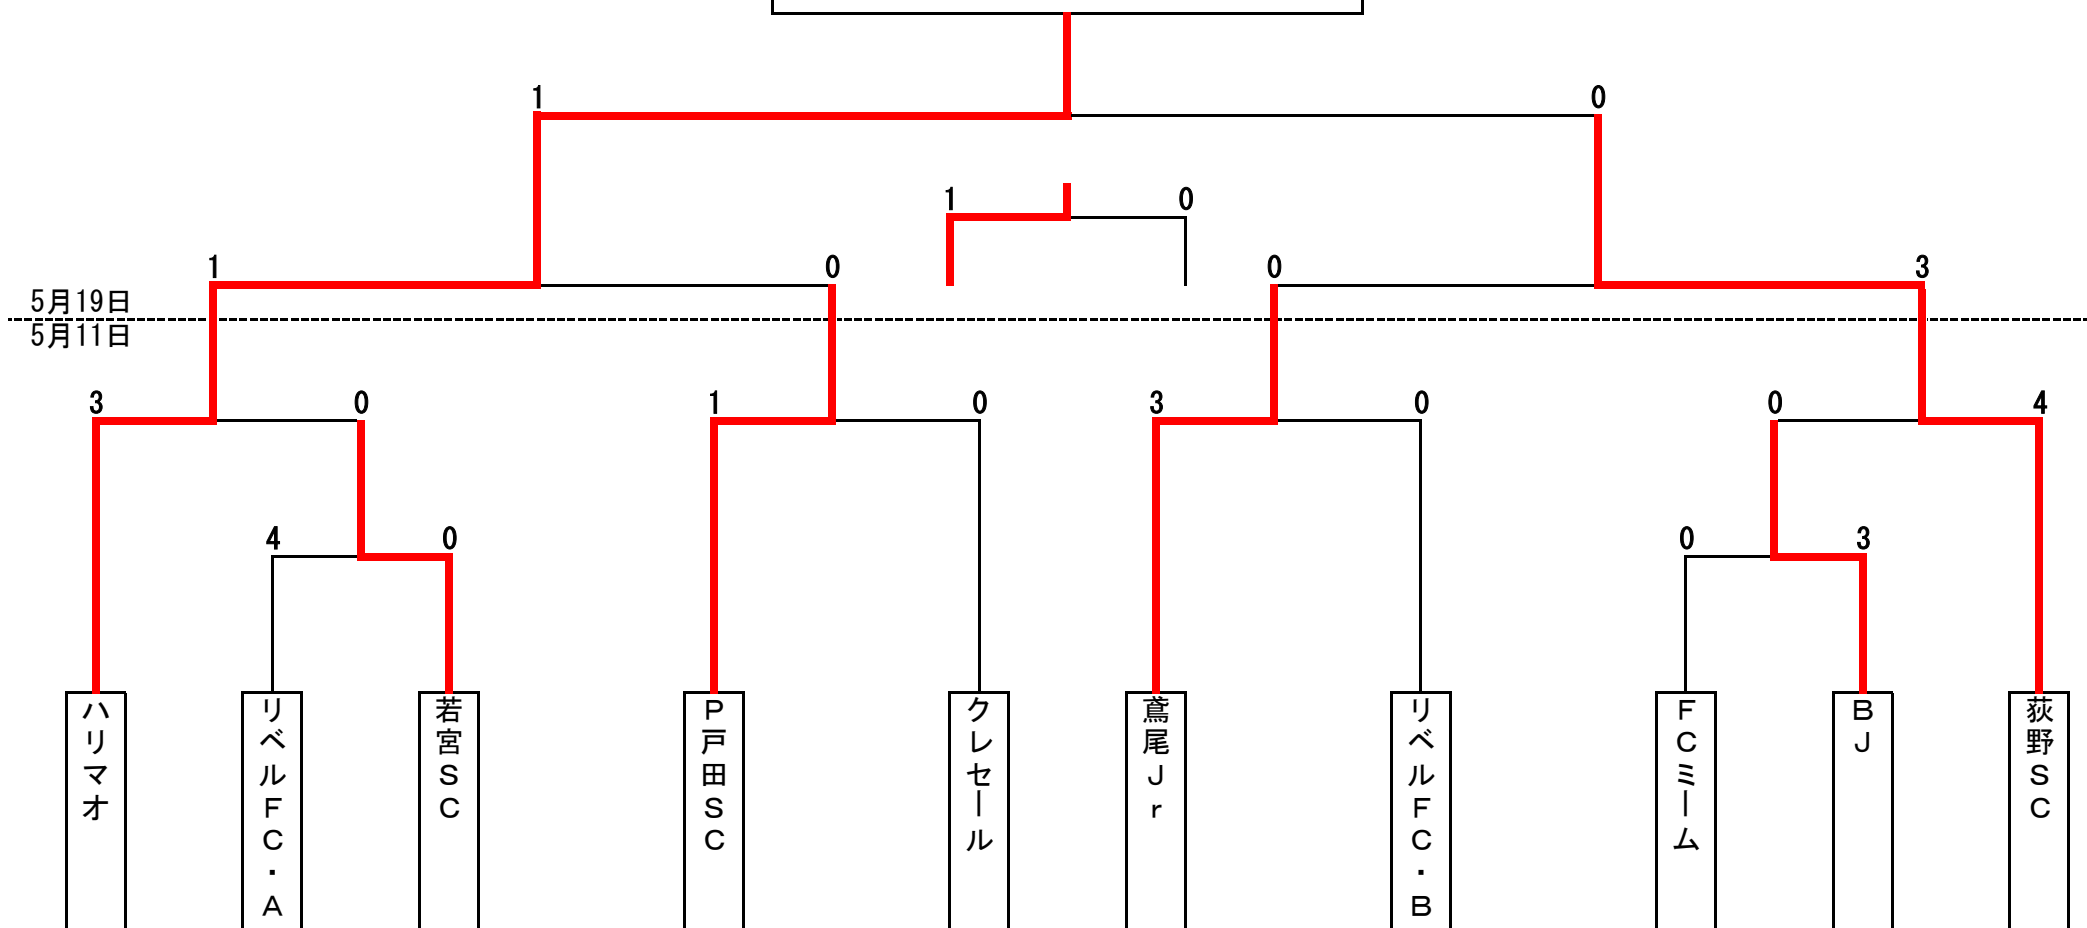 1 0
1 0
1 0 0 3
5月19日
5月11日
3 0 1 0 3 0 0 4
4 0 0 3
ハリマオ
リベルFC・A
若宮SC
P戸田SC
クレセール
鳶尾Jr
リベルFC・B
FCミーム
BJ
荻野SC